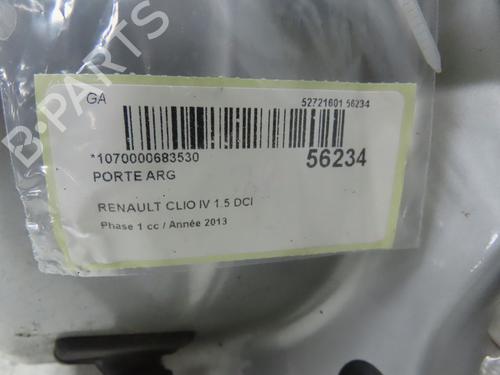 B-PARTS
GA
52721601 56234
*1070000683530
56234
PORTE ARG
RENAULT CLIO IV 1.5 DCI
Phase 1 cc / Année 2013